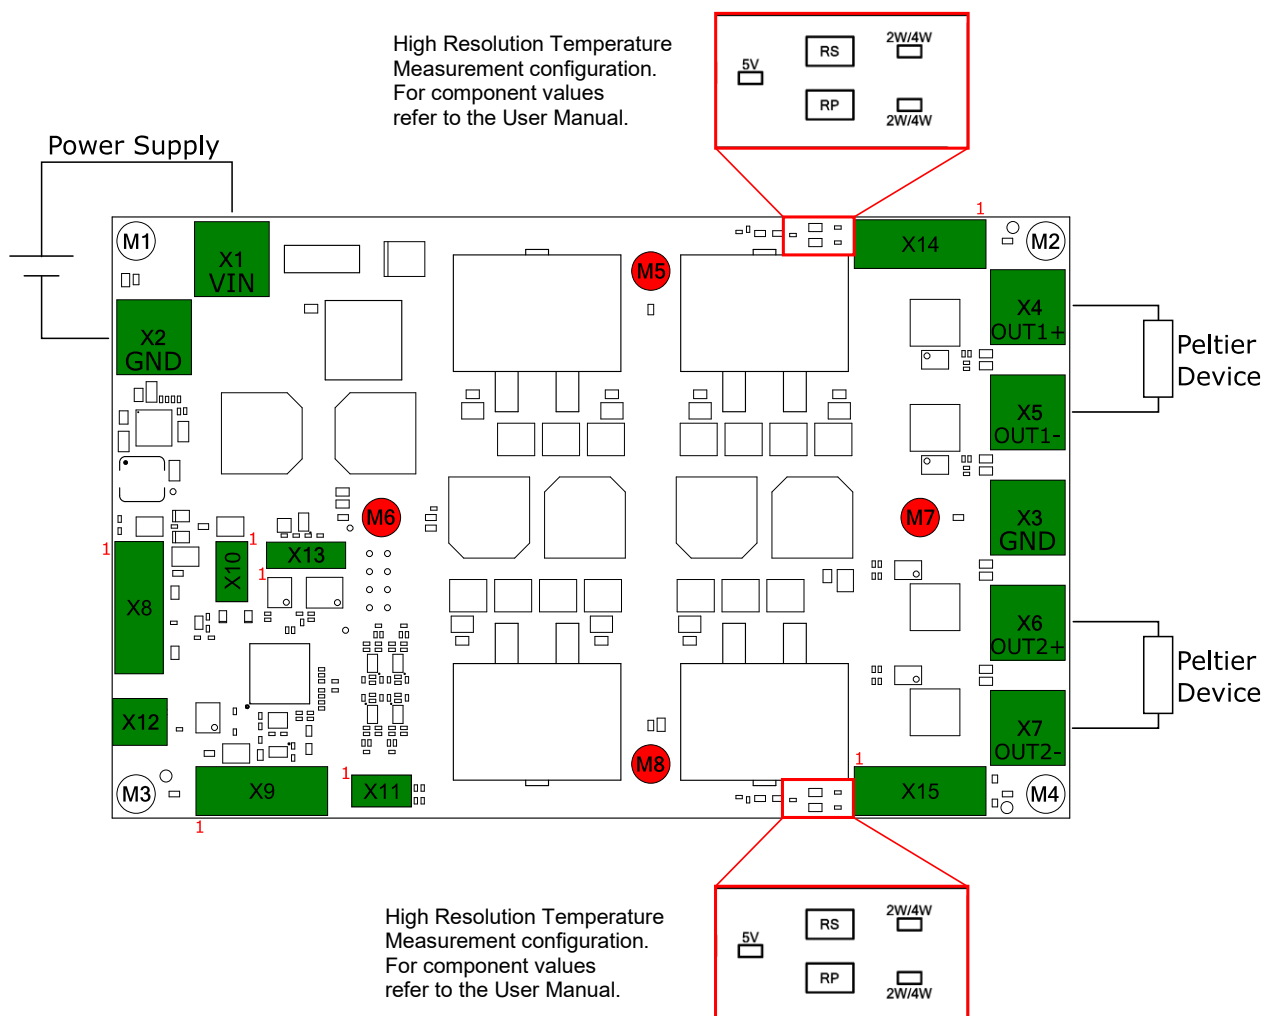 High Resolution Temperature
Measurement configuration.
For component values
refer to the User Manual.
5V
RS
2W/4W
RP
2W/4W
Power Supply
1
M1
X1
VIN
X14
M2
M5
X2
GND
X4
OUT1+
Peltier
Device
X5
OUT1-
M6
M7
X3
GND
1
1
X13
X10
1
X8
X6
OUT2+
Peltier
Device
X12
X7
OUT2-
M8
1
1
M3
X9
X11
X15
M4
1
High Resolution Temperature
Measurement configuration.
For component values
refer to the User Manual.
5V
RS
2W/4W
RP
2W/4W